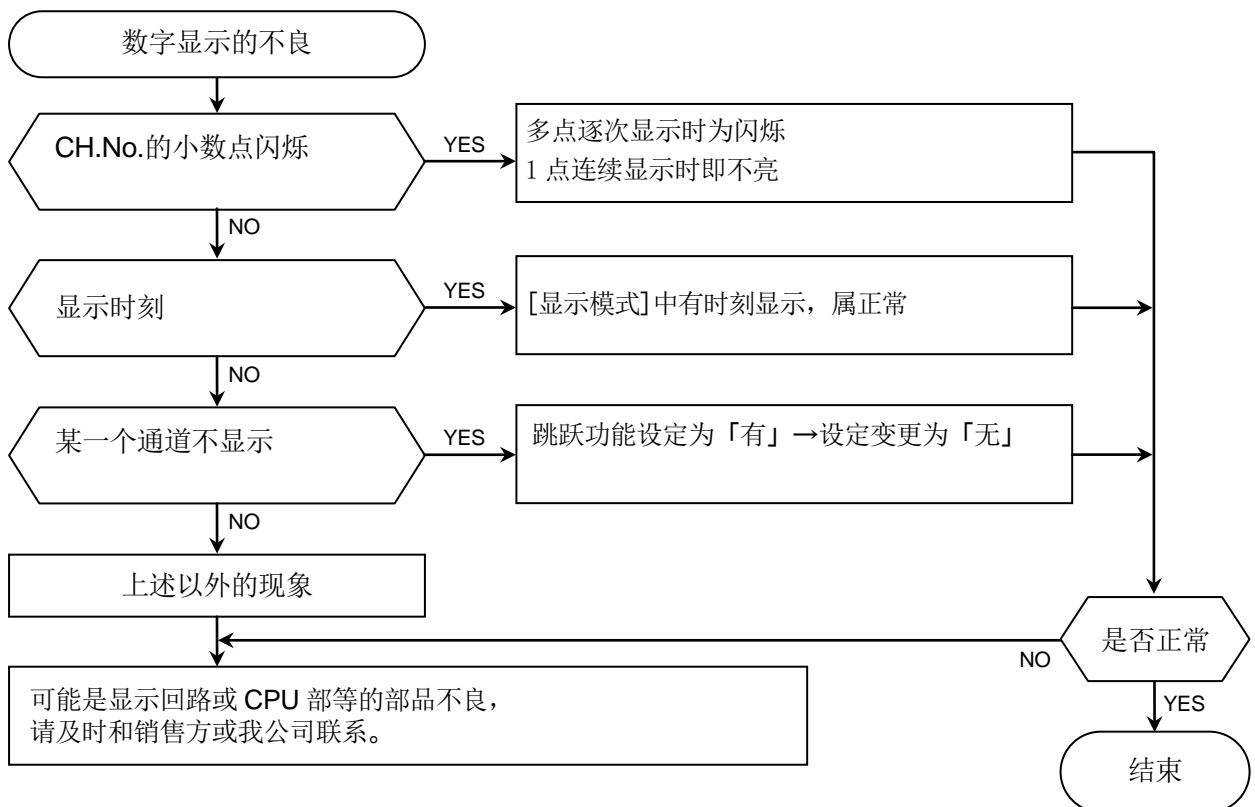 数字显示的不良
CH.No.的小数点闪烁
YES
多点逐次显示时为闪烁
1 点连续显示时即不亮
NO
显示时刻
YES
[显示模式]中有时刻显示，属正常
NO
某一个通道不显示
YES
跳跃功能设定为「有」→设定变更为「无」
NO
上述以外的现象
是否正常
NO
可能是显示回路或 CPU 部等的部品不良，
请及时和销售方或我公司联系。
YES
结束